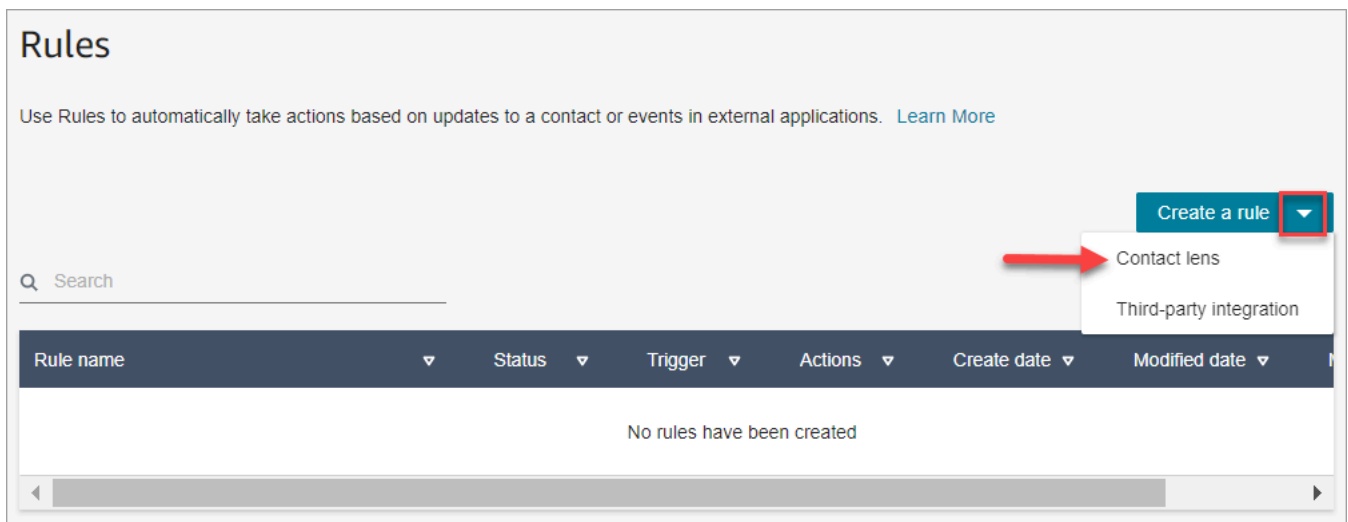 Rules
Use Rules to automatically take actions based on updates to a contact or events in external applications. Learn More
Create a rule
Contact lens
Search
Third-party integration
Rule name Status Trigger Actions Create date Modified date
No rules have been created